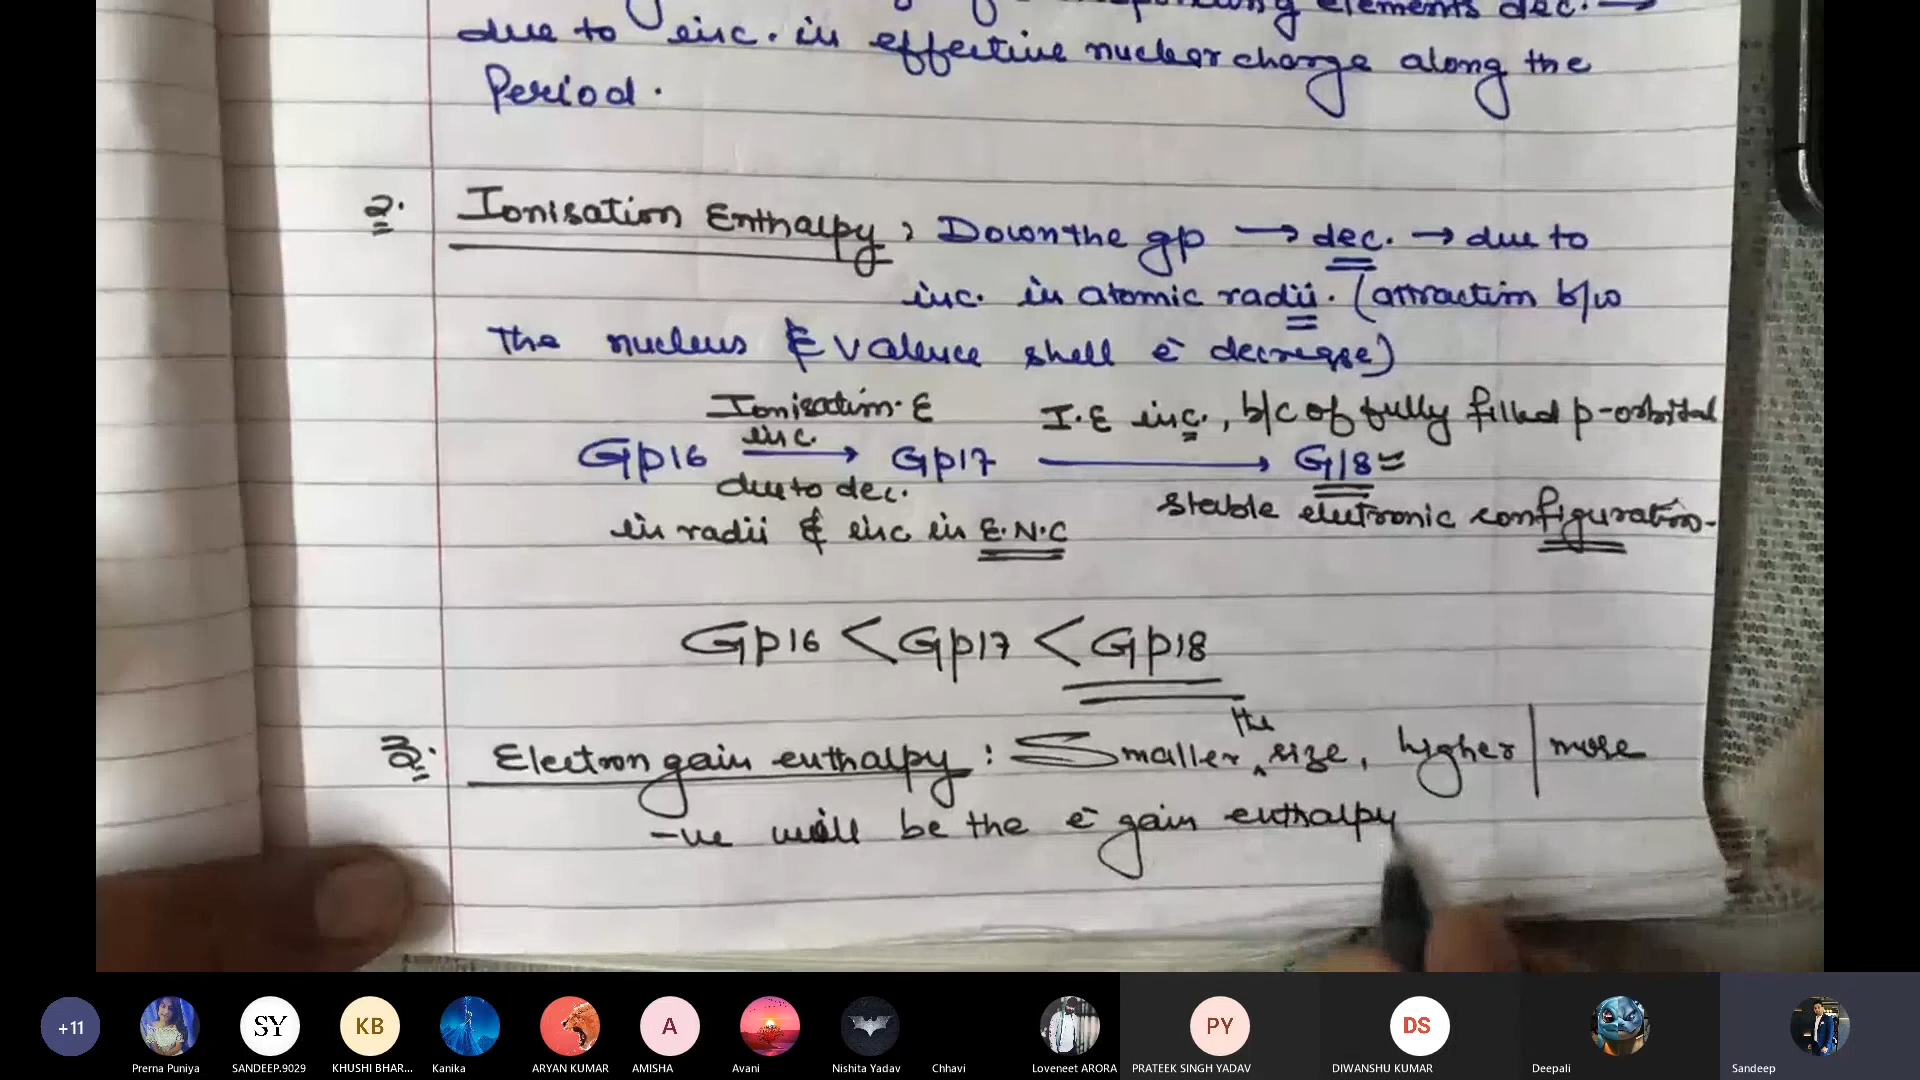 elements dec. →
due to inc. in effective nuclear charge along the
Period.
2. Ionisation Enthalpy, Down the gp → dec. → due to
inc. in atomic radii. (attraction b/w
the nucleus & valence shell e- decrease)
Ionisation. E
I.E inc., b/c of fully filled p-orbital
Gp16 inc. → Gp17 → G18 =
due to dec.
in radii & inc in E.N.C
stable electronic configuration-
Gp16 < Gp17 < Gp18
3. Electron gain enthalpy : Smaller ^ the size, higher | more
-ve will be the e- gain enthalpy
+11
Prerna Puniya
SY
SANDEEP.9029
KB
KHUSHI BHAR...
Kanika
ARYAN KUMAR
A
AMISHA
Avani
Nishita Yadav
Chhavi
Loveneet ARORA
PY
PRATEEK SINGH YADAV
DS
DIWANSHU KUMAR
Deepali
Sandeep